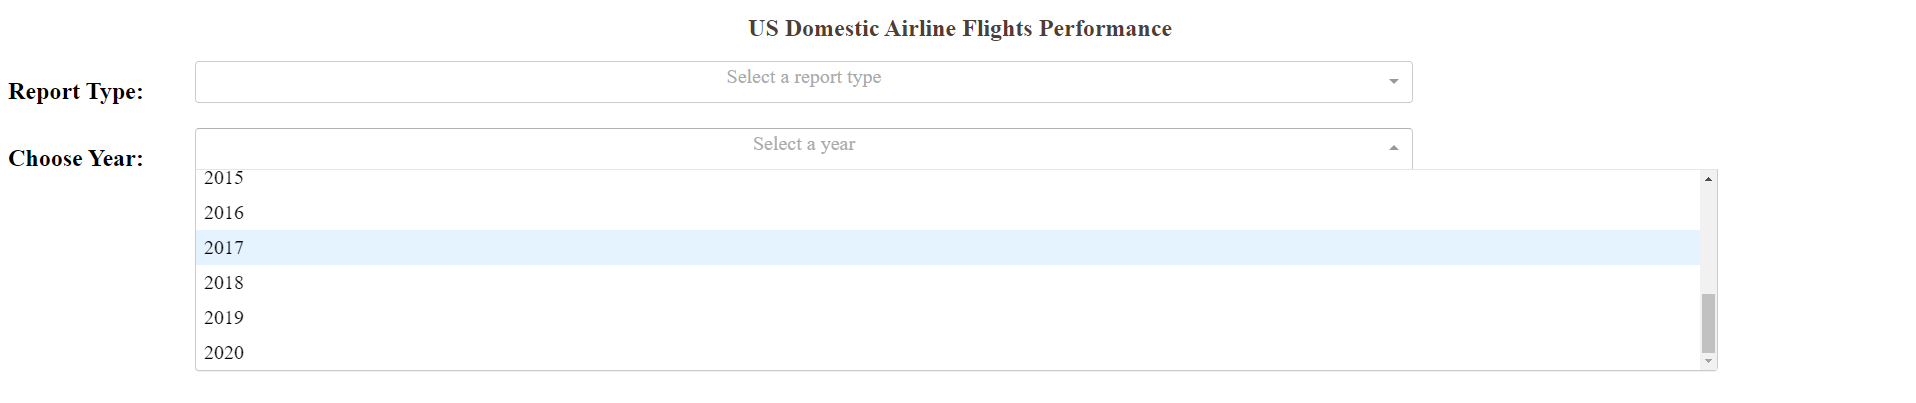 US Domestic Airline Flights Performance
Report Type:
Select a report type
Choose Year:
Select a year
2015
2016
2017
2018
2019
2020